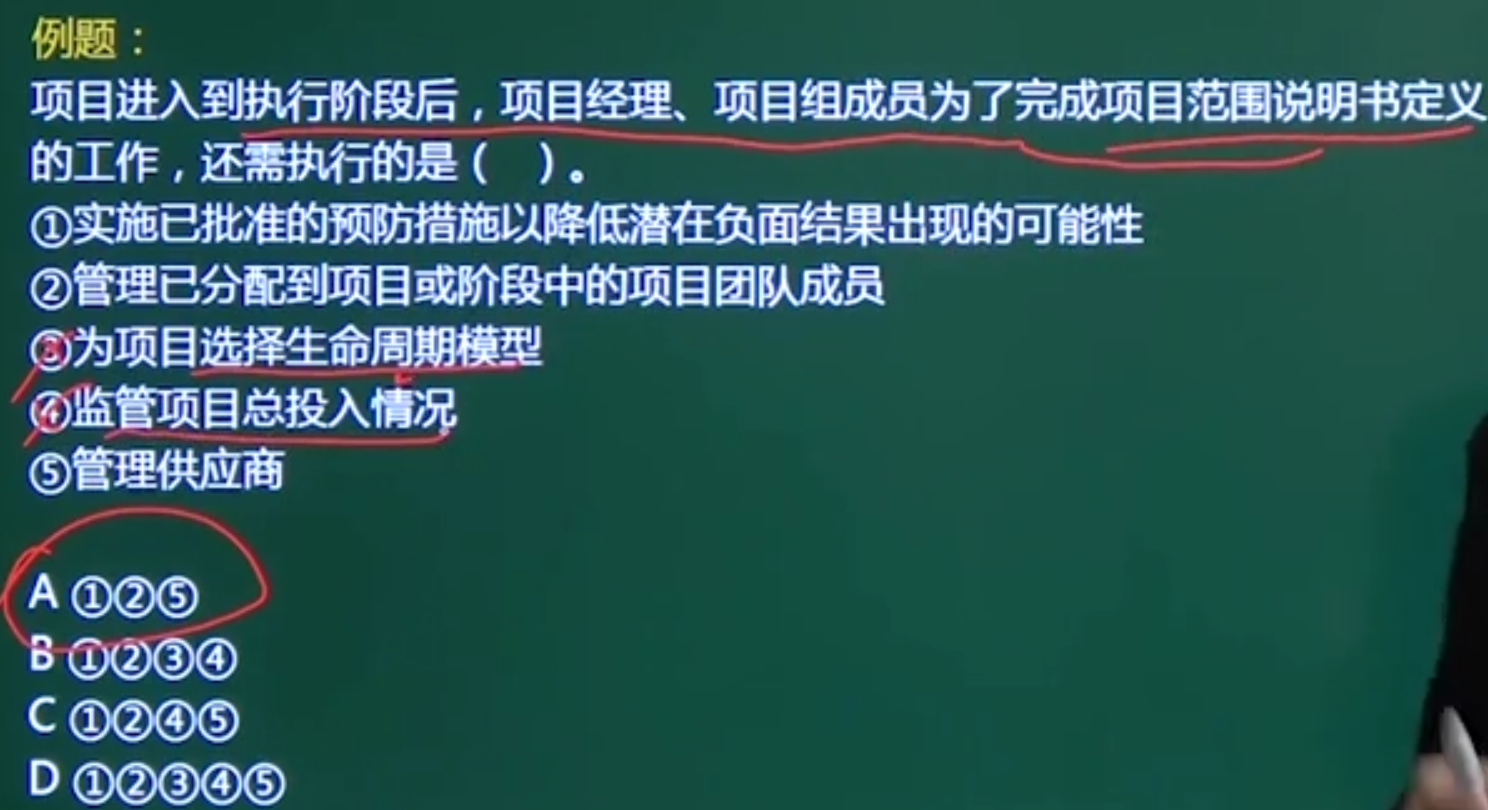 例题：
项目进入到执行阶段后，项目经理、项目组成员为了完成项目范围说明书定义
的工作，还需执行的是（　）。
①实施已批准的预防措施以降低潜在负面结果出现的可能性
②管理已分配到项目或阶段中的项目团队成员
③为项目选择生命周期模型
④监管项目总投入情况
⑤管理供应商
A ①②⑤
B ①②③④
C ①②④⑤
D ①②③④⑤